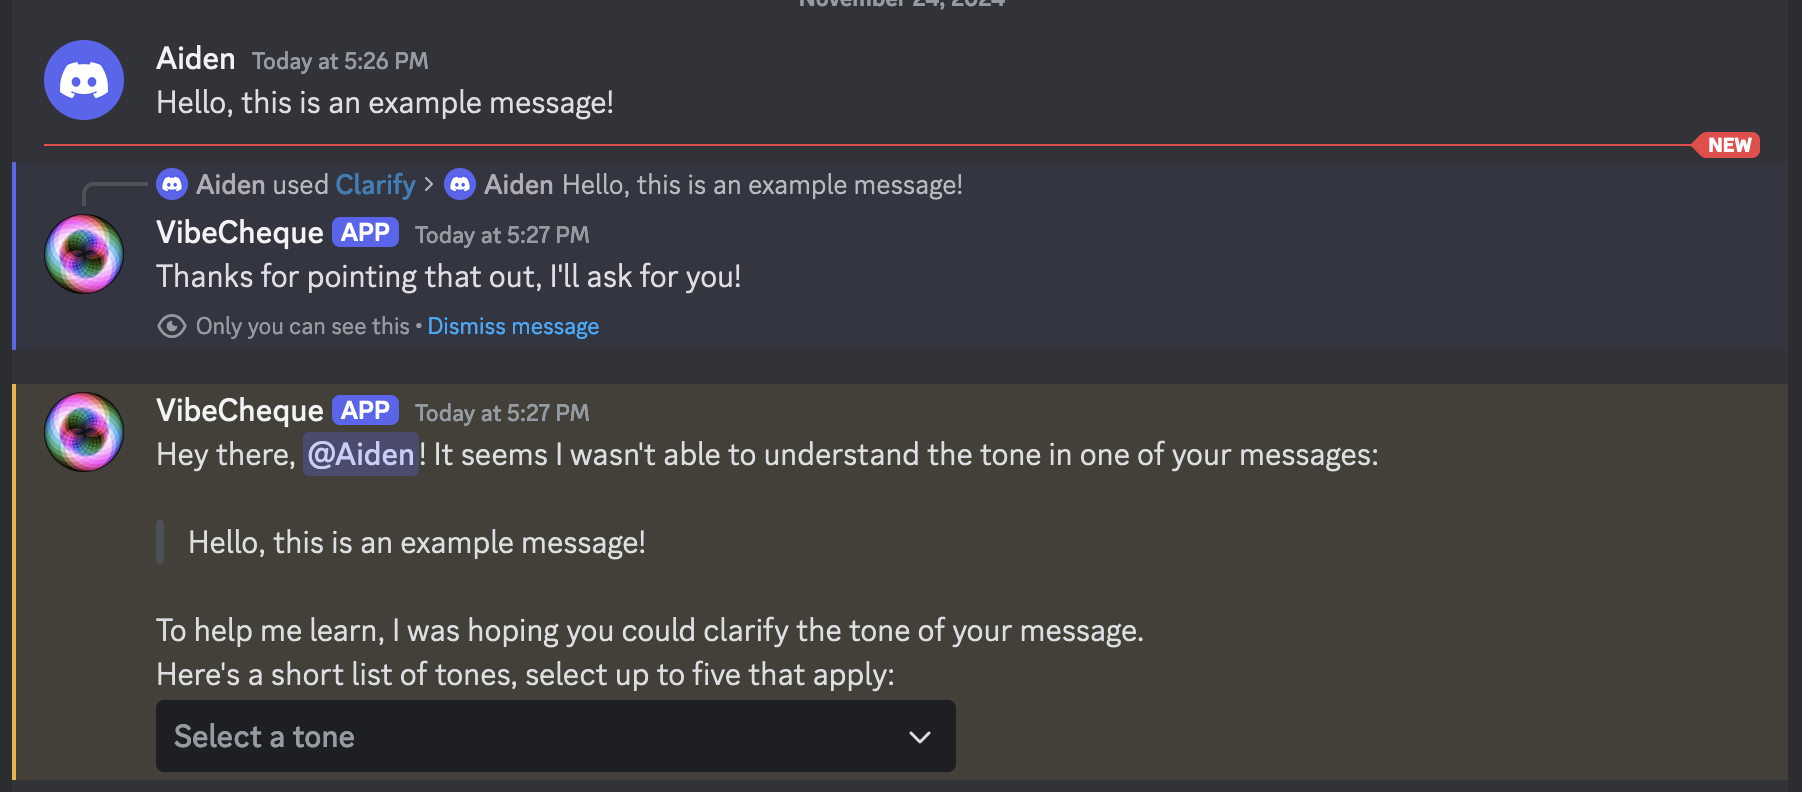 November 24, 2024
Aiden Today at 5:26 PM
Hello, this is an example message!
NEW
Aiden used Clarify > Aiden Hello, this is an example message!
VibeCheque APP Today at 5:27 PM
Thanks for pointing that out, I'll ask for you!
Only you can see this • Dismiss message
VibeCheque APP Today at 5:27 PM
Hey there, @Aiden! It seems I wasn't able to understand the tone in one of your messages:
Hello, this is an example message!
To help me learn, I was hoping you could clarify the tone of your message.
Here's a short list of tones, select up to five that apply:
Select a tone